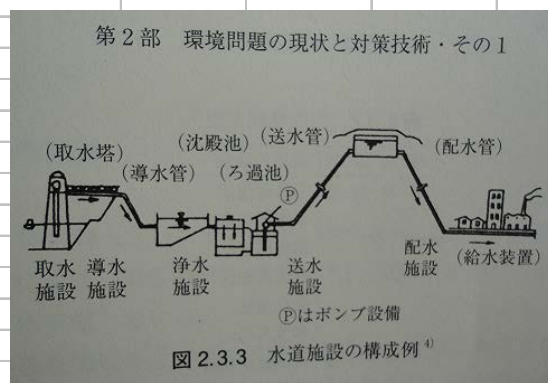 第2部 環境問題の現状と対策技術・その1
(沈殿池) (送水管)
(取水塔) (配水管)
(導水管) (ろ過池)
Ⓟ
取水施設 導水施設 浄水施設 送水施設 配水施設 (給水装置)
Ⓟはポンプ設備
図2.3.3 水道施設の構成例 4)